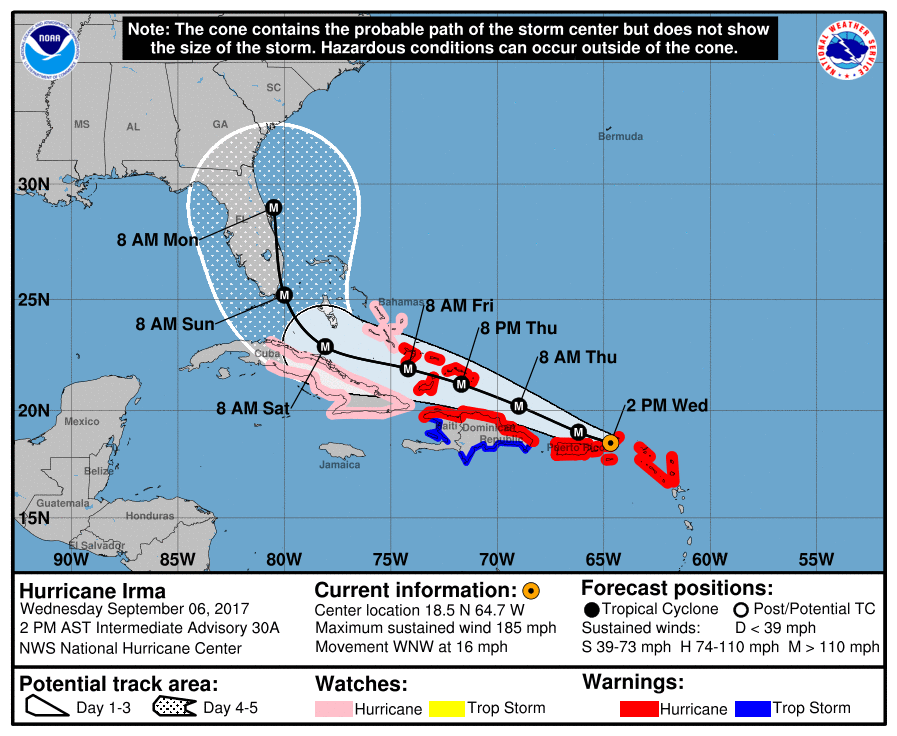 Note: The cone contains the probable path of the storm center but does not show
the size of the storm. Hazardous conditions can occur outside of the cone.
NOAA
NATIONAL WEATHER SERVICE
SC
MS
AL
GA
Bermuda
30N
FL
8 AM Mon
25N
Bahamas
8 AM Fri
8 AM Sun
8 PM Thu
Cuba
8 AM Thu
8 AM Sat
2 PM Wed
20N
Mexico
Haiti
Dominican
Republic
Puerto Rico
Jamaica
Belize
Guatemala
Honduras
15N
El Salvador
90W 85W 80W 75W 70W 65W 60W 55W
M
M
M
M
M
M
M
Hurricane Irma
Wednesday September 06, 2017
2 PM AST Intermediate Advisory 30A
NWS National Hurricane Center
Current information:
Center location 18.5 N 64.7 W
Maximum sustained wind 185 mph
Movement WNW at 16 mph
Forecast positions:
Tropical Cyclone Post/Potential TC
Sustained winds: D < 39 mph
S 39-73 mph H 74-110 mph M > 110 mph
Potential track area:
Day 1-3 Day 4-5
Watches:
Hurricane Trop Storm
Warnings:
Hurricane Trop Storm